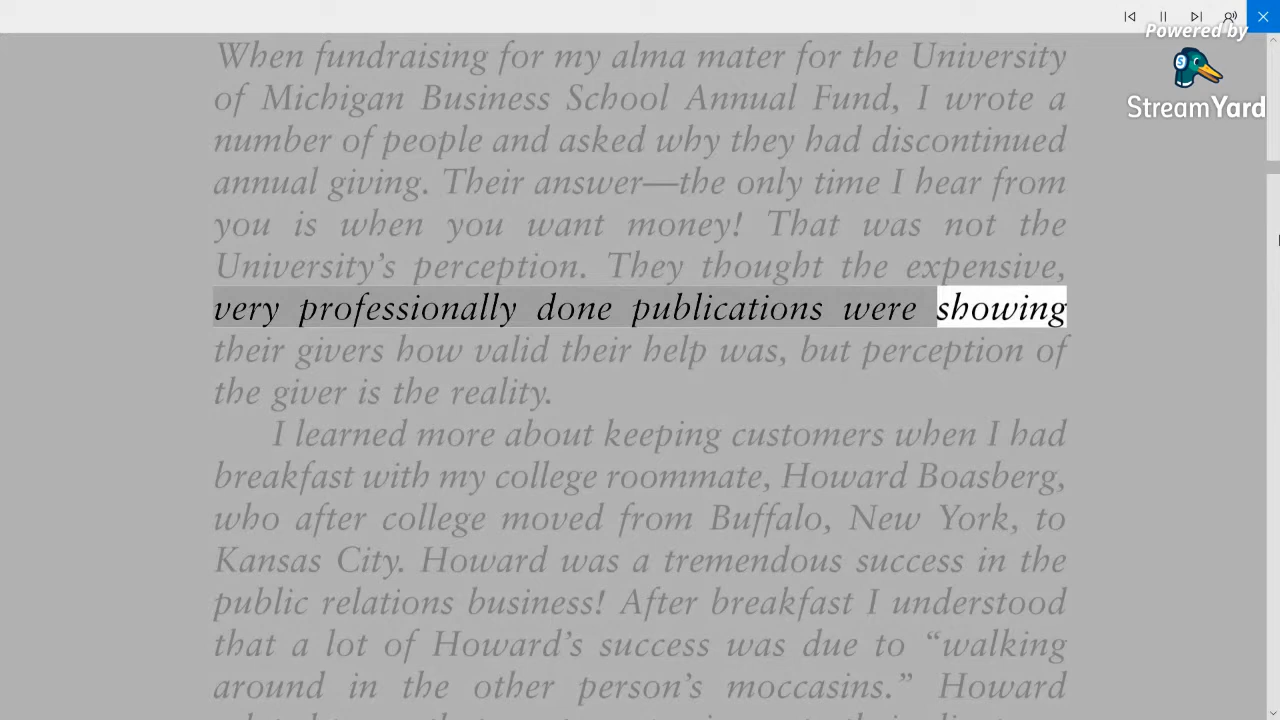 Powered by
StreamYard
When fundraising for my alma mater for the University
of Michigan Business School Annual Fund, I wrote a
number of people and asked why they had discontinued
annual giving. Their answer—the only time I hear from
you is when you want money! That was not the
University’s perception. They thought the expensive,
very professionally done publications were showing
their givers how valid their help was, but perception of
the giver is the reality.
I learned more about keeping customers when I had
breakfast with my college roommate, Howard Boasberg,
who after college moved from Buffalo, New York, to
Kansas City. Howard was a tremendous success in the
public relations business! After breakfast I understood
that a lot of Howard’s success was due to “walking
around in the other person’s moccasins.” Howard